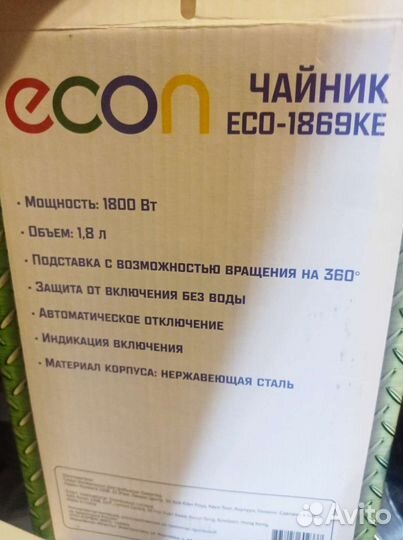 econ
ЧАЙНИК
ECO-1869KE
· Мощность: 1800 Вт
· Объем: 1,8 л
· Подставка с возможностью вращения на 360°
· Защита от включения без воды
· Автоматическое отключение
· Индикация включения
· Материал корпуса: нержавеющая сталь
Avito